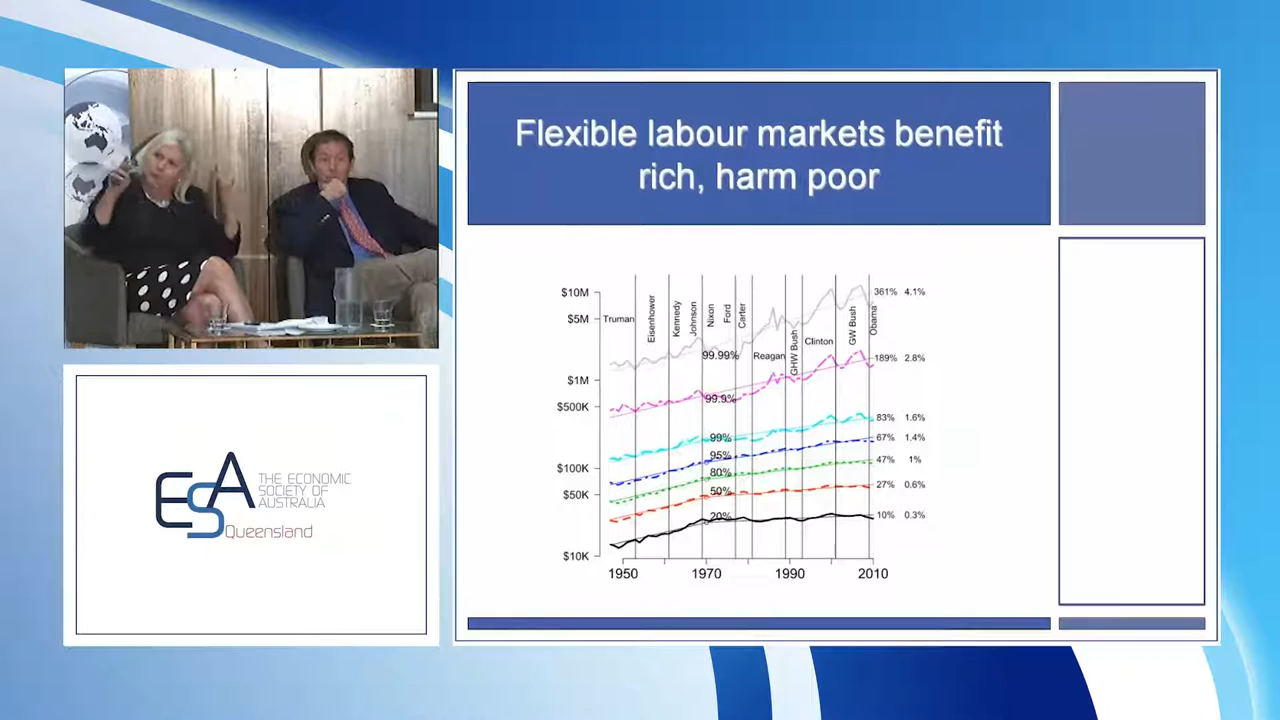 Flexible labour markets benefit
rich, harm poor
$10M
$5M
$1M
$500K
$100K
$50K
$10K
Truman
Eisenhower
Kennedy
Johnson
Nixon
Ford
Carter
Reagan
GHW Bush
Clinton
GW Bush
Obama
99.99%
99.9%
99%
95%
80%
50%
20%
361% 4.1%
189% 2.8%
83% 1.6%
67% 1.4%
47% 1%
27% 0.6%
10% 0.3%
1950 1970 1990 2010
ESA
THE ECONOMIC
SOCIETY OF
AUSTRALIA
Queensland